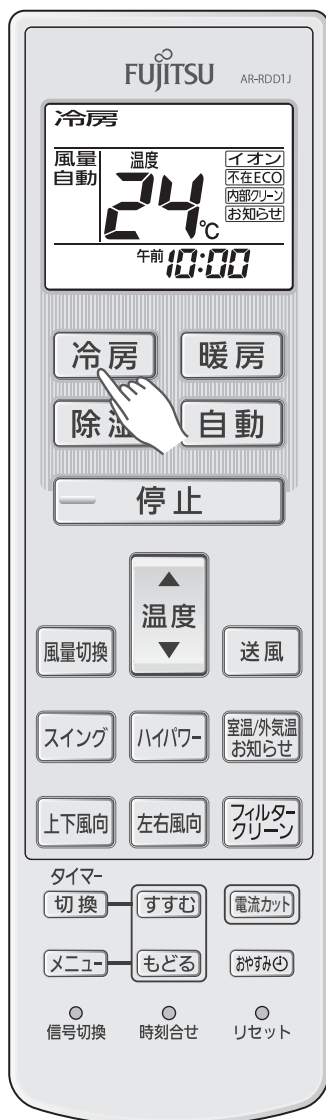 FUJITSU AR-RDD1J
冷房
風量 温度 イオン
自動 24℃ 不在ECO
内部クリーン
お知らせ
午前 10:00
冷房 暖房
除湿 自動
停止
▲
温度
▼
風量切換 送風
スイング ハイパワー 室温/外気温
お知らせ
上下風向 左右風向 フィルター
クリーン
タイマー
切換 すすむ 電流カット
メニュー もどる おやすみ
信号切換 時刻合せ リセット